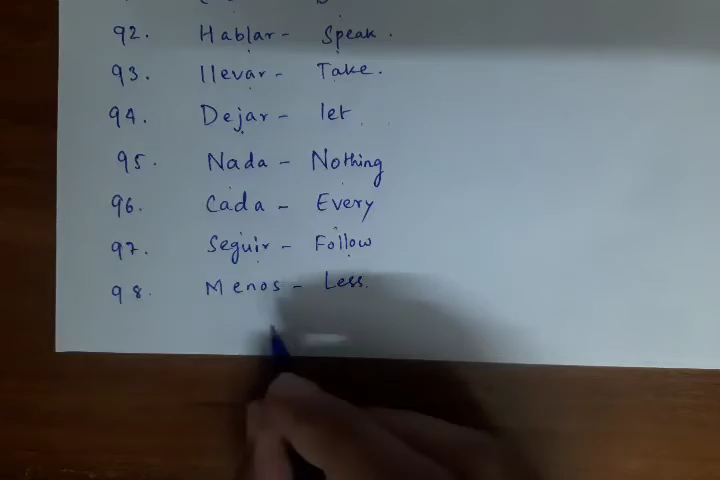 92. Hablar - Speak.
93. llevar - Take.
94. Dejar - let
95. Nada - Nothing
96. Cada - Every
97. Seguir - Follow
98. Menos - Less.